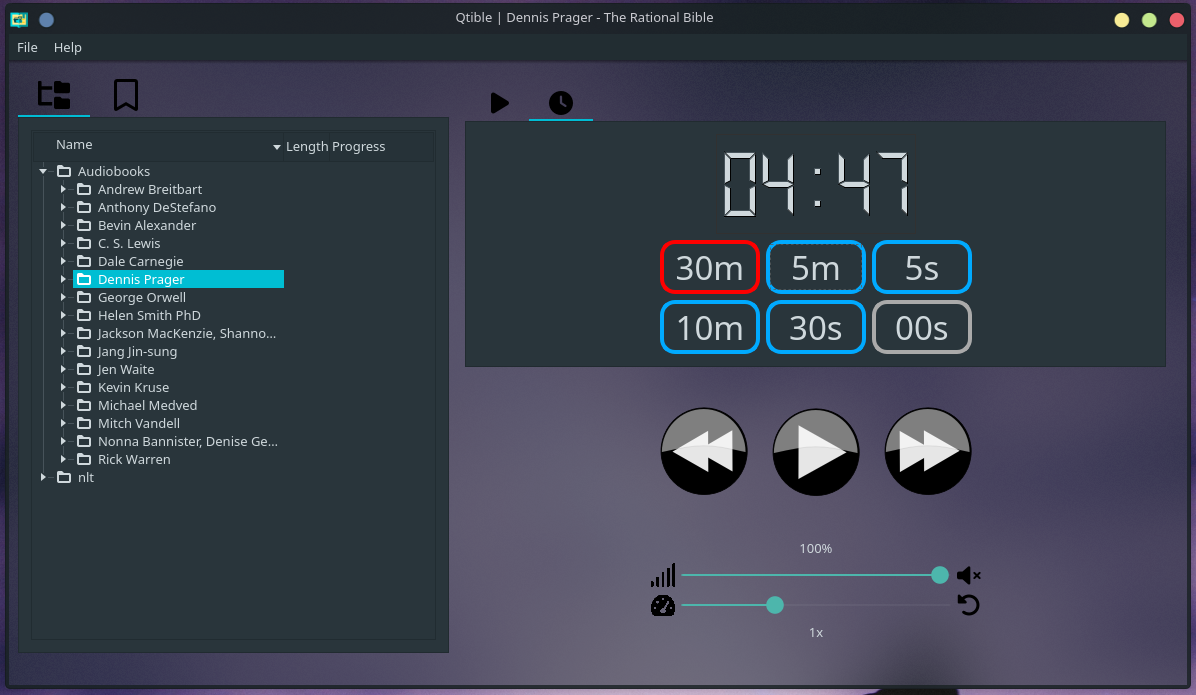 Qtible | Dennis Prager - The Rational Bible
File Help
Name Length Progress
Audiobooks
Andrew Breitbart
Anthony DeStefano
Bevin Alexander
C. S. Lewis
Dale Carnegie
Dennis Prager
George Orwell
Helen Smith PhD
Jackson MacKenzie, Shanno...
Jang Jin-sung
Jen Waite
Kevin Kruse
Michael Medved
Mitch Vandell
Nonna Bannister, Denise Ge...
Rick Warren
nlt
04:47
30m 5m 5s
10m 30s 00s
100%
1x